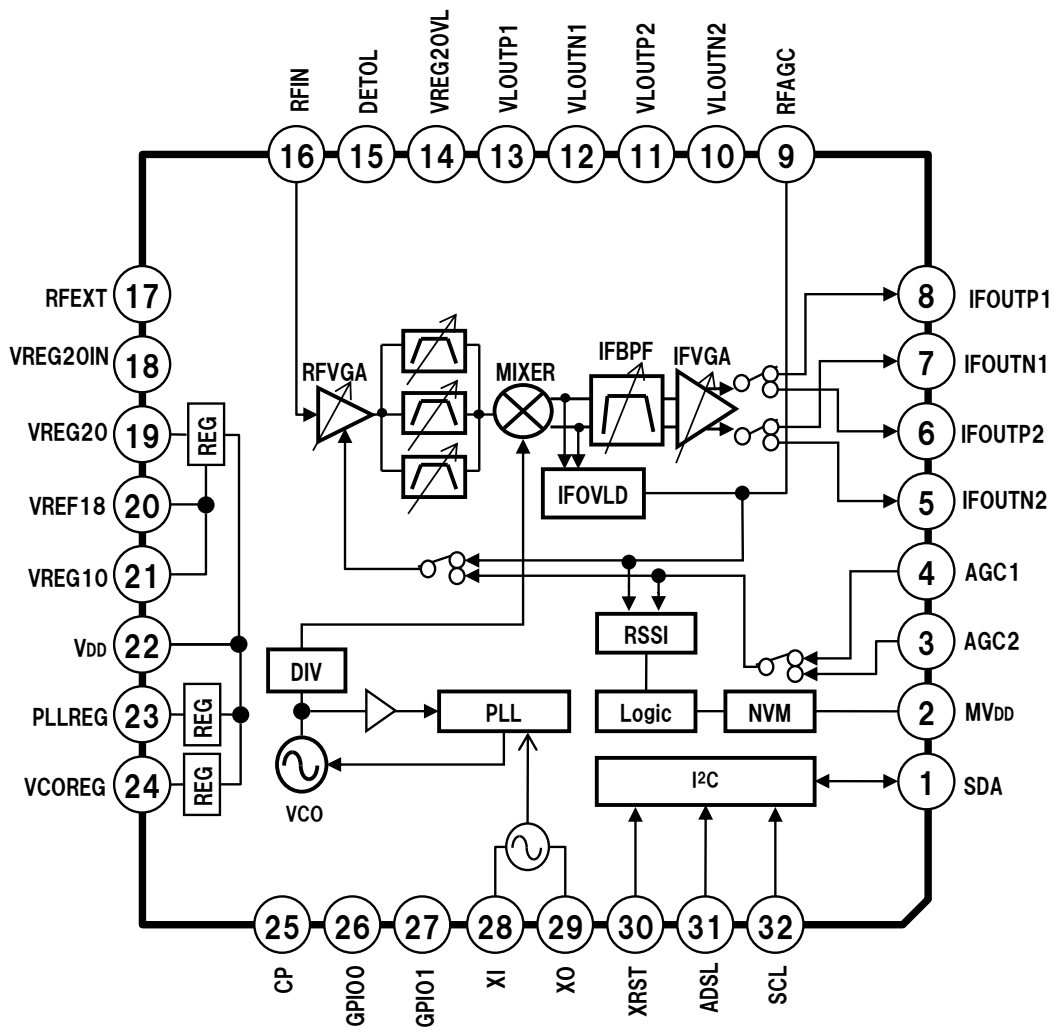 RFIN
DETOL
VREG20VL
VLOUTP1
VLOUTN1
VLOUTP2
VLOUTN2
RFAGC
16
15
14
13
12
11
10
9
RFEXT 17
VREG20IN 18
VREG20 19
VREF18 20
VREG10 21
VDD 22
PLLREG 23
VCOREG 24
REG
REG
REG
RFVGA
MIXER
IFBPF
IFVGA
IFOVLD
RSSI
DIV
PLL
Logic
NVM
VCO
I²C
8 IFOUTP1
7 IFOUTN1
6 IFOUTP2
5 IFOUTN2
4 AGC1
3 AGC2
2 MVDD
1 SDA
25
26
27
28
29
30
31
32
CP
GPIO0
GPIO1
XI
XO
XRST
ADSL
SCL